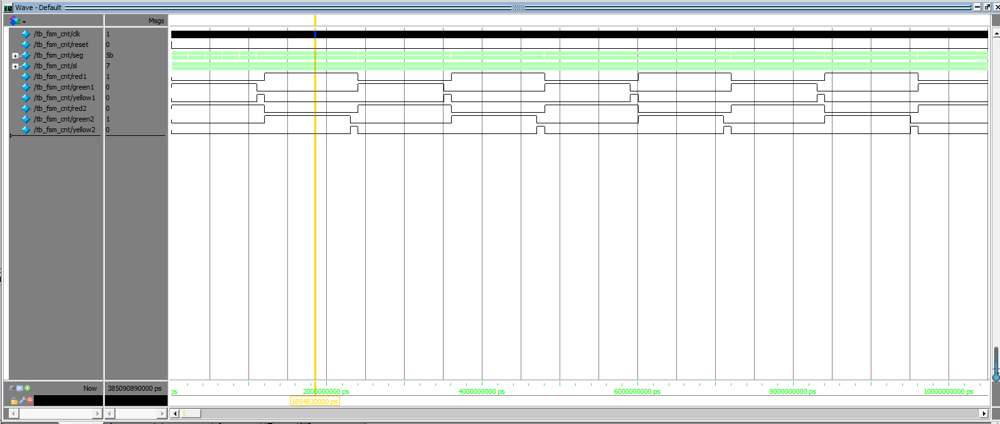 Wave - Default
Msgs
/tb_fsm_cnt/clk 1
/tb_fsm_cnt/reset 0
/tb_fsm_cnt/seg 5b
/tb_fsm_cnt/sl 7
/tb_fsm_cnt/red1 1
/tb_fsm_cnt/green1 0
/tb_fsm_cnt/yellow1 0
/tb_fsm_cnt/red2 0
/tb_fsm_cnt/green2 1
/tb_fsm_cnt/yellow2 0
Now 385090890000 ps
ps 2000000000 ps 4000000000 ps 6000000000 ps 8000000000 ps 10000000000 ps
1854830000 ps